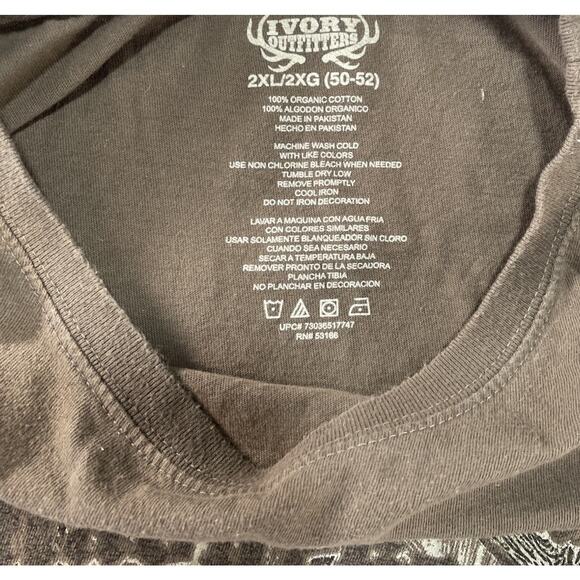 IVORY
OUTFITTERS
2XL/2XG (50-52)
100% ORGANIC COTTON
100% ALGODON ORGANICO
MADE IN PAKISTAN
HECHO EN PAKISTAN
MACHINE WASH COLD
WITH LIKE COLORS
USE NON CHLORINE BLEACH WHEN NEEDED
TUMBLE DRY LOW
REMOVE PROMPTLY
COOL IRON
DO NOT IRON DECORATION
LAVAR A MAQUINA CON AGUA FRIA
CON COLORES SIMILARES
USAR SOLAMENTE BLANQUEADOR SIN CLORO
CUANDO SEA NECESARIO
SECAR A TEMPERATURA BAJA
REMOVER PRONTO DE LA SECADORA
PLANCHA TIBIA
NO PLANCHAR EN DECORACION
UPC# 73036517747
RN# 53166